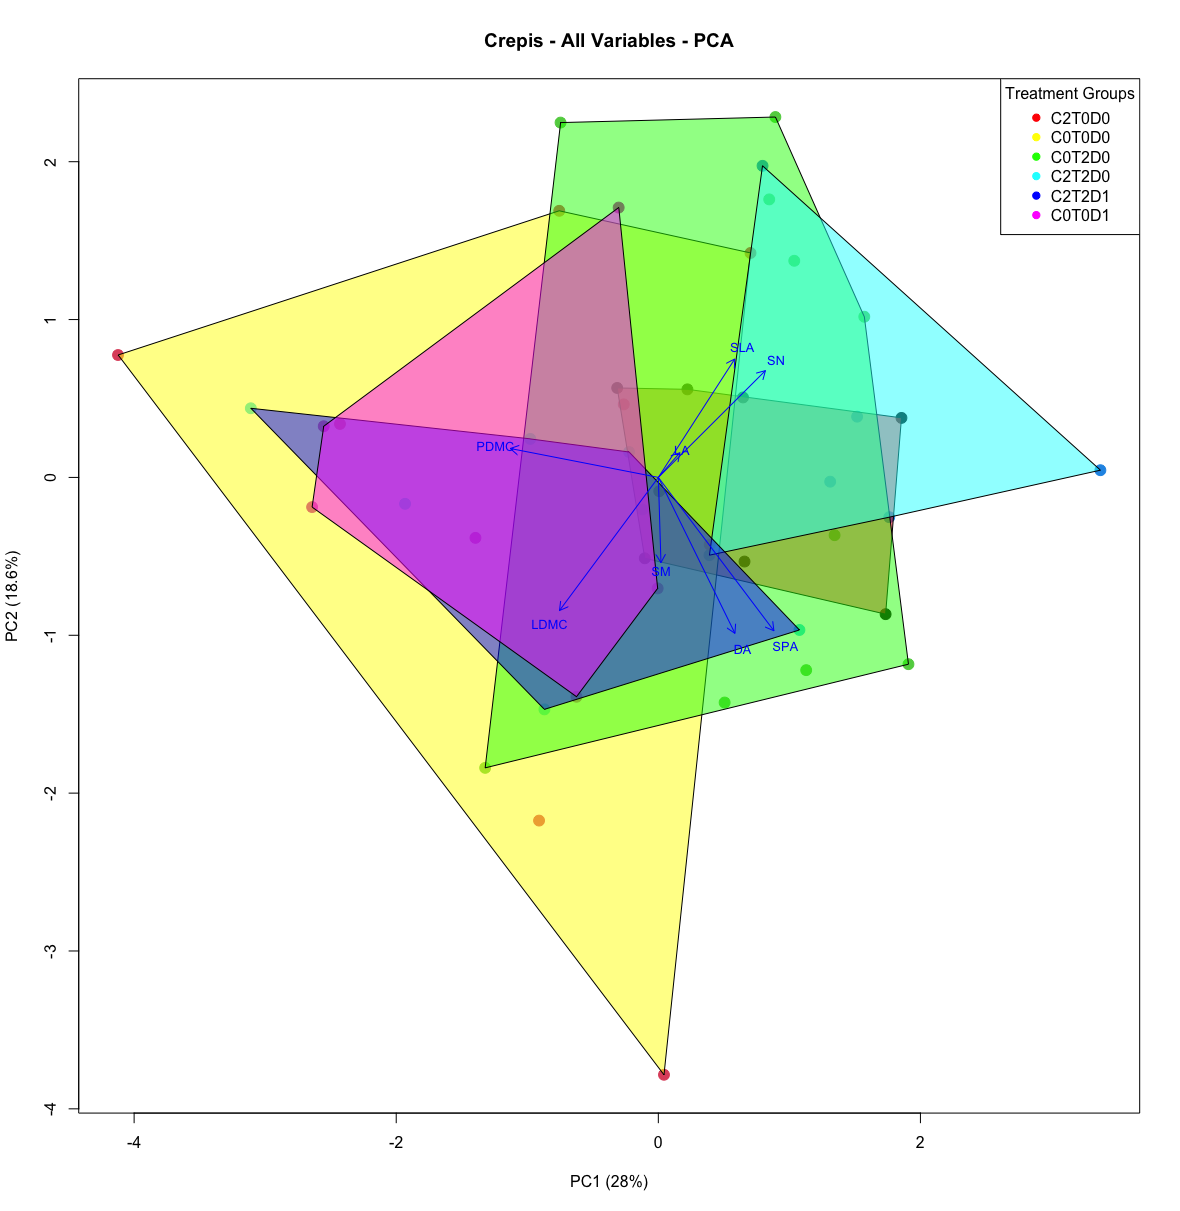 Crepis - All Variables - PCA
Treatment Groups
C2T0D0
C0T0D0
C0T2D0
C2T2D0
C2T2D1
C0T0D1
2
1
0
-1
-2
-3
-4
PC2 (18.6%)
SLA
SN
LA
PDMC
SM
LDMC
DA
SPA
-4
-2
0
2
PC1 (28%)